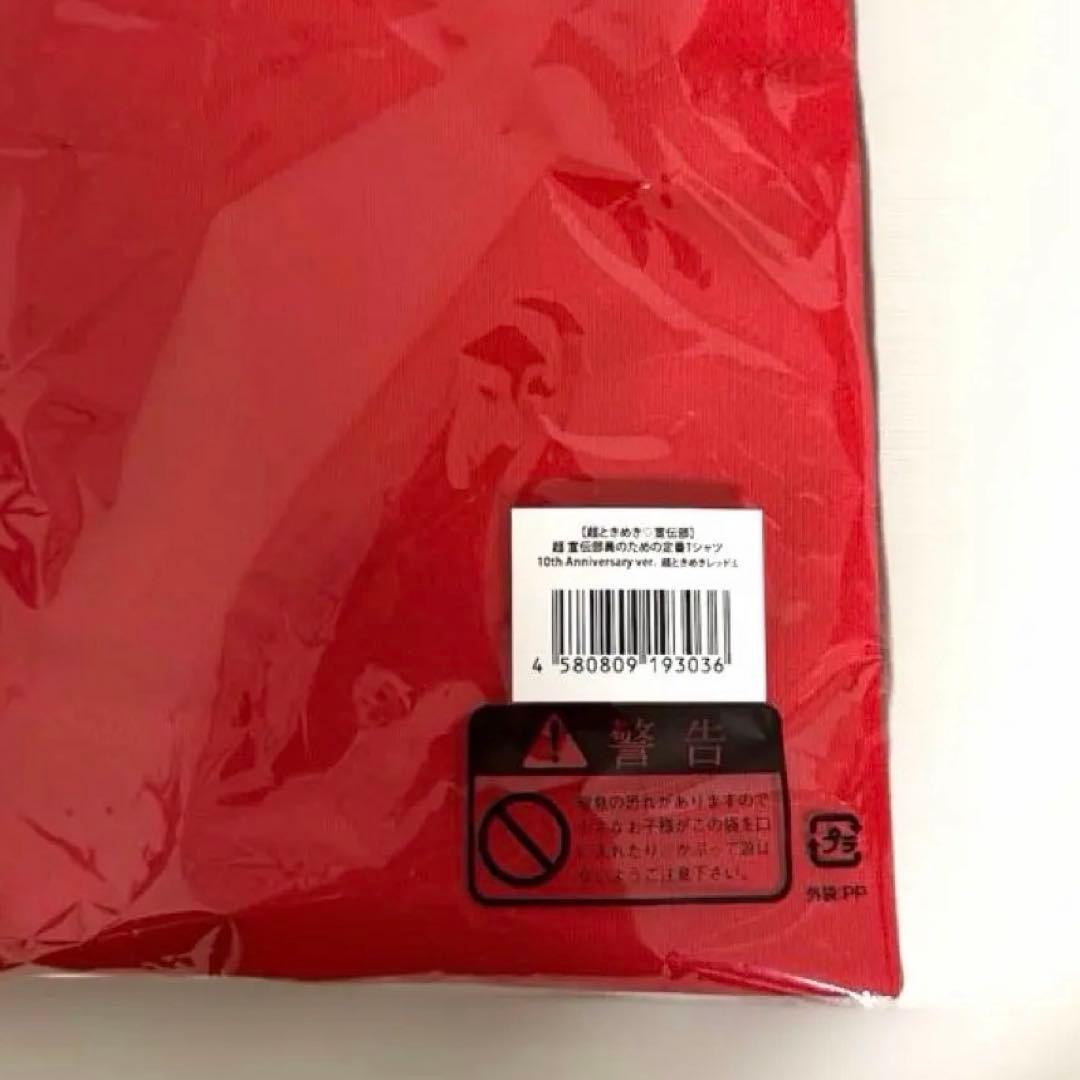 【超ときめき♡宣伝部】
超 宣伝部員のための定番Tシャツ
10th Anniversary ver. 超ときめきレッド:L
4 580809 193036
警告
窒息の恐れがありますので
小さなお子様がこの袋を口
に入れたり、かぶって遊ば
ないようご注意下さい。
プラ
外袋:PP